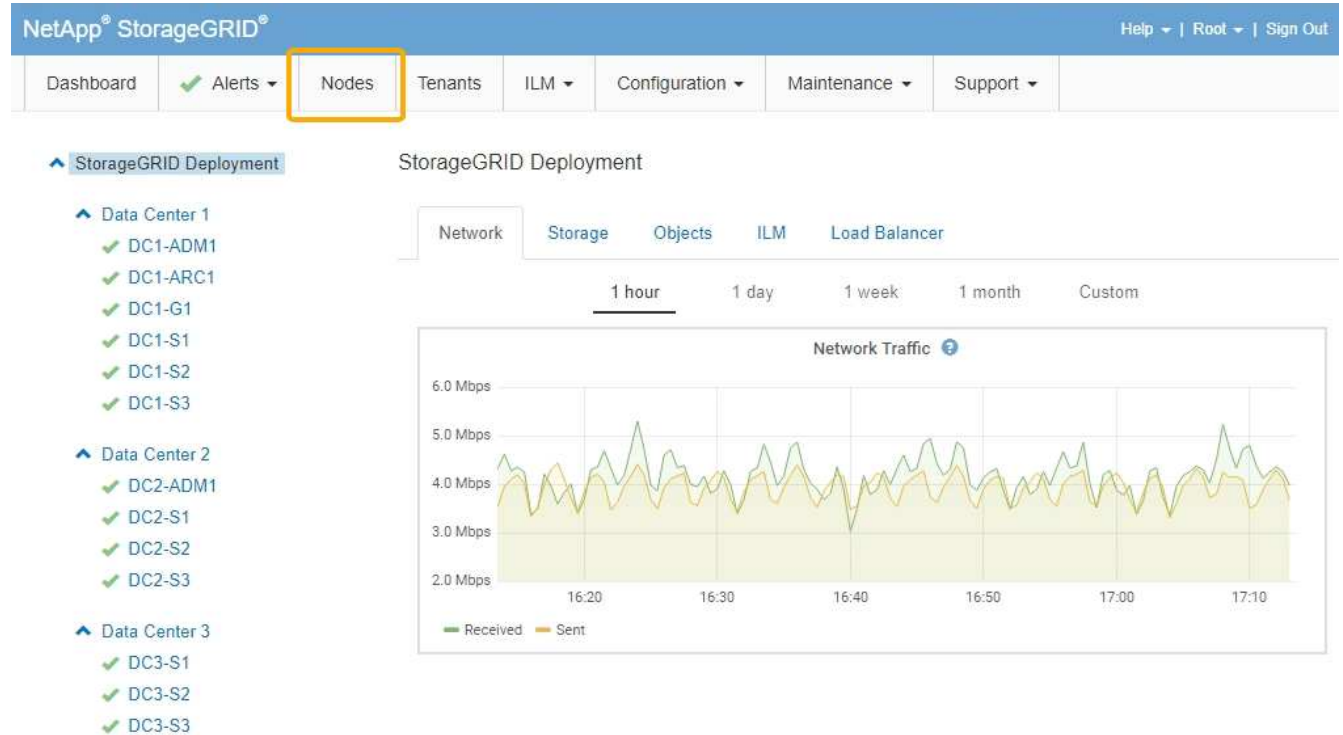 NetApp® StorageGRID®
Help | Root | Sign Out
Dashboard Alerts Nodes Tenants ILM Configuration Maintenance Support
StorageGRID Deployment
Data Center 1
DC1-ADM1
DC1-ARC1
DC1-G1
DC1-S1
DC1-S2
DC1-S3
Data Center 2
DC2-ADM1
DC2-S1
DC2-S2
DC2-S3
Data Center 3
DC3-S1
DC3-S2
DC3-S3
StorageGRID Deployment
Network Storage Objects ILM Load Balancer
1 hour 1 day 1 week 1 month Custom
Network Traffic ?
6.0 Mbps
5.0 Mbps
4.0 Mbps
3.0 Mbps
2.0 Mbps
16:20 16:30 16:40 16:50 17:00 17:10
Received Sent